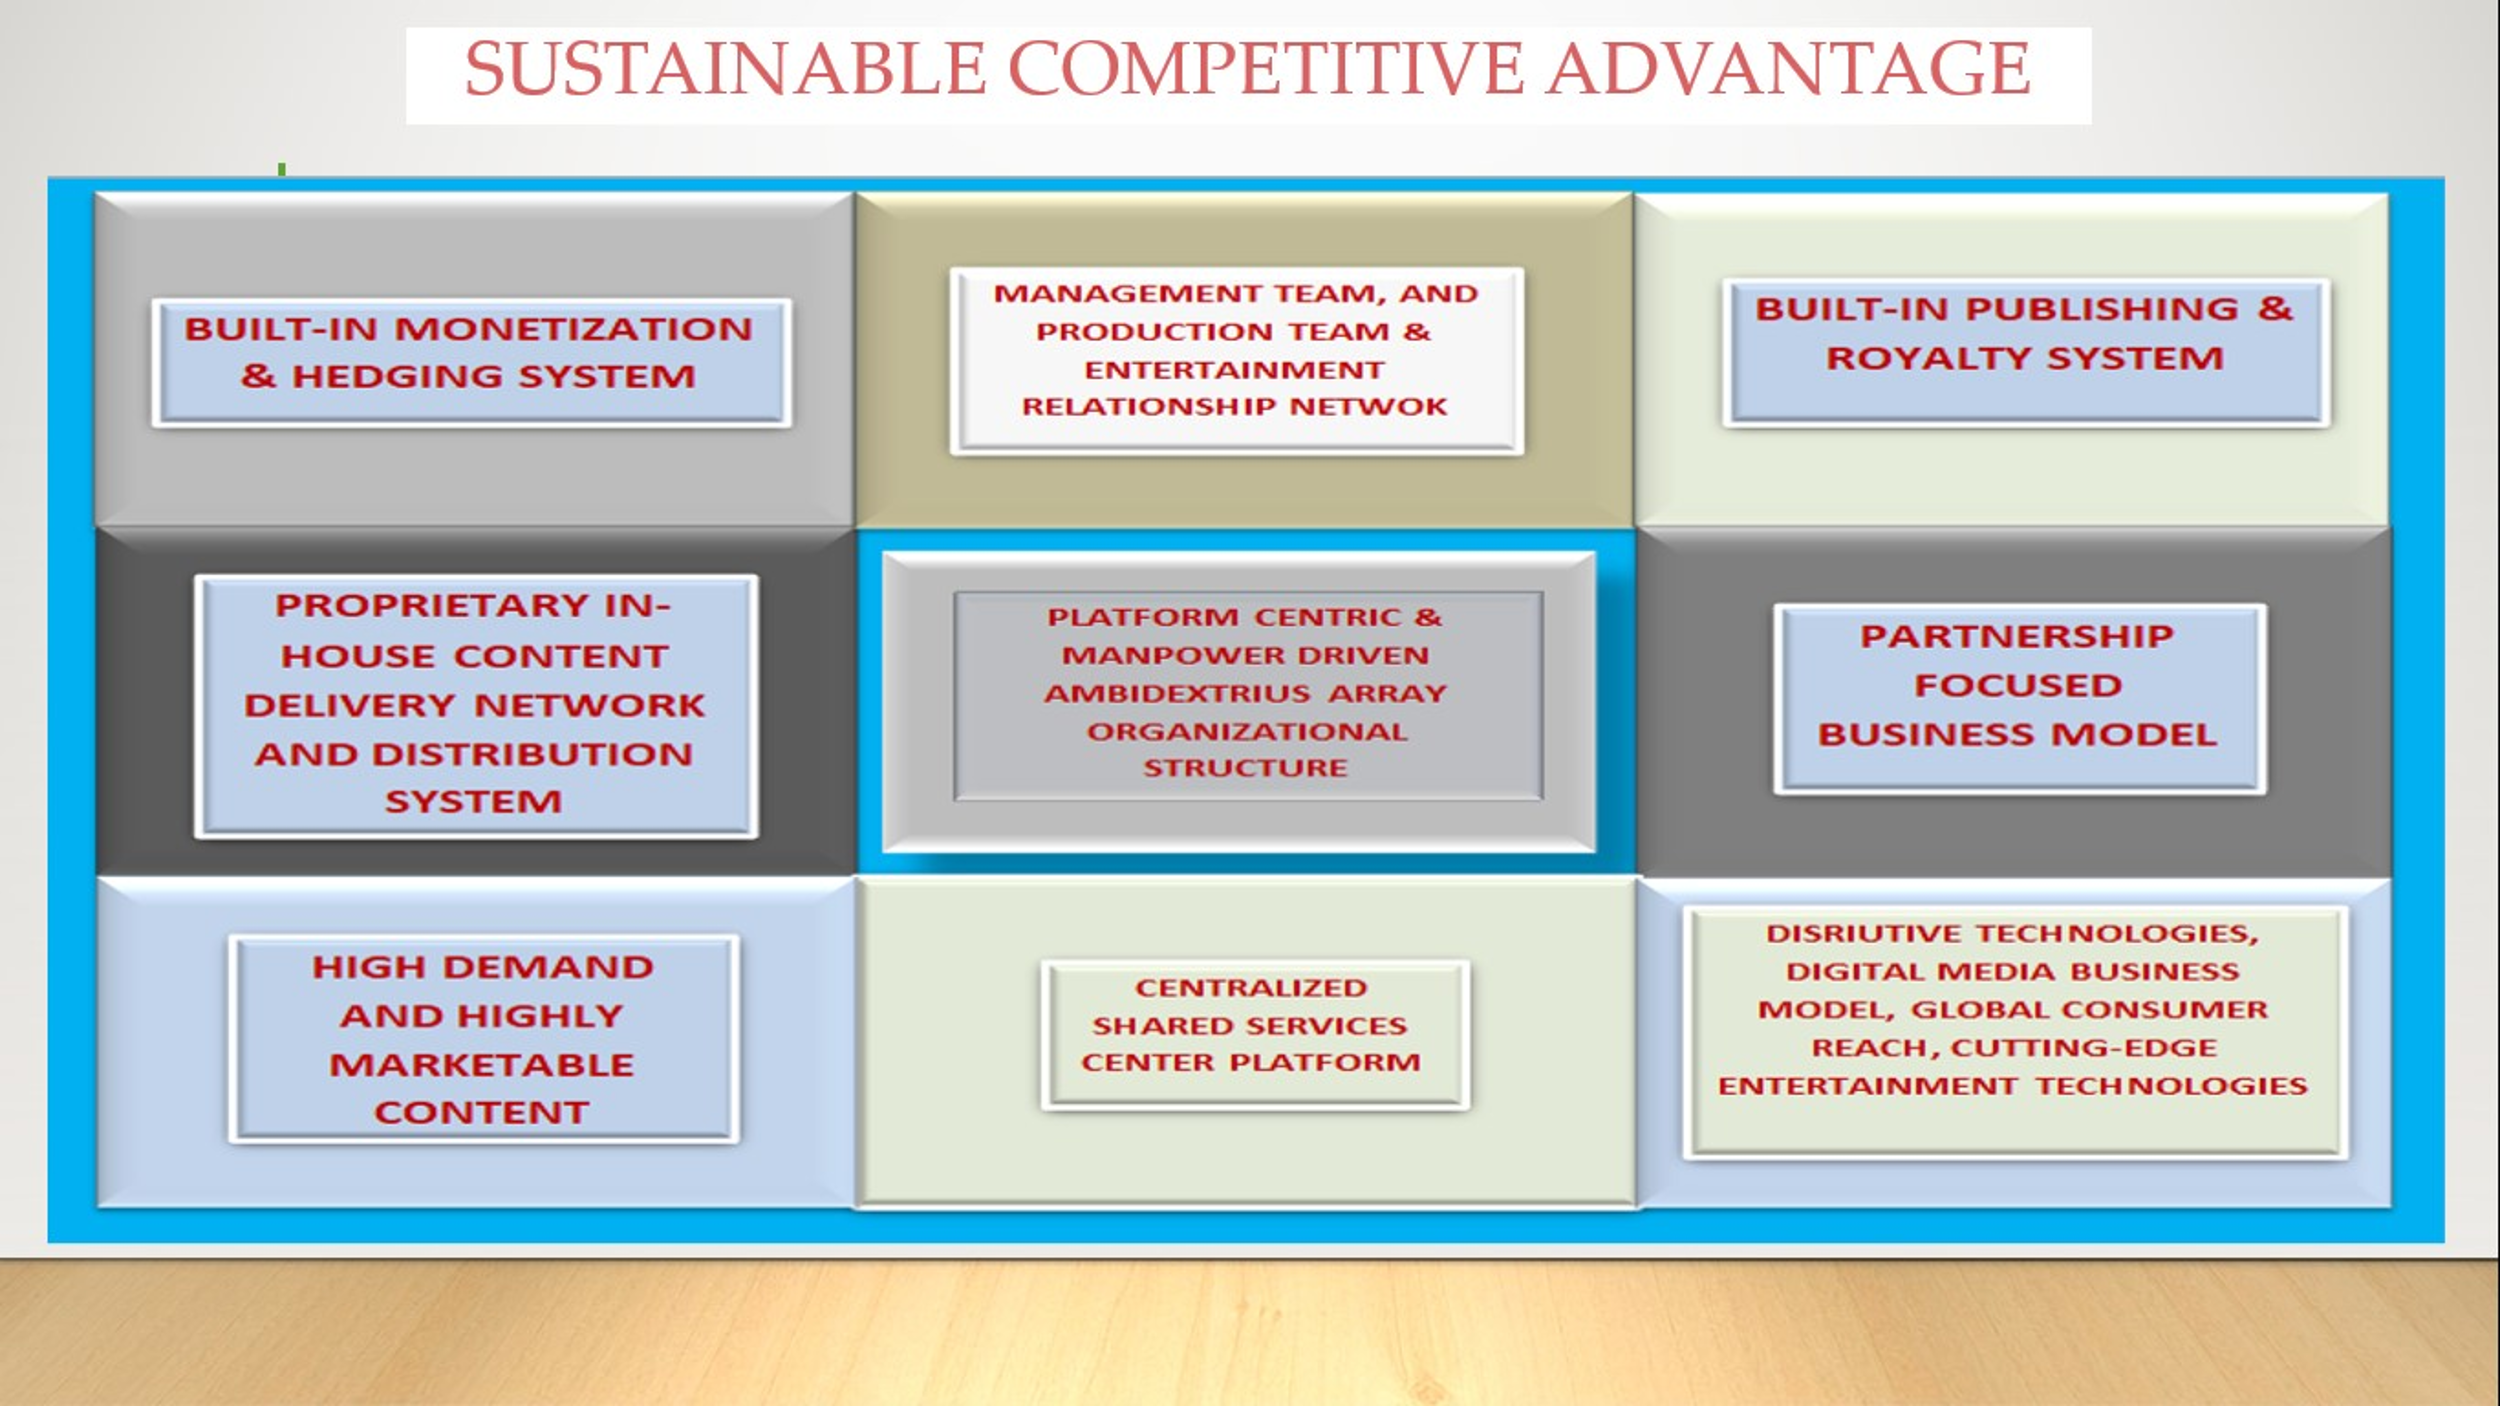 SUSTAINABLE COMPETITIVE ADVANTAGE
BUILT-IN MONETIZATION
& HEDGING SYSTEM
MANAGEMENT TEAM, AND
PRODUCTION TEAM &
ENTERTAINMENT
RELATIONSHIP NETWOK
BUILT-IN PUBLISHING &
ROYALTY SYSTEM
PROPRIETARY IN-
HOUSE CONTENT
DELIVERY NETWORK
AND DISTRIBUTION
SYSTEM
PLATFORM CENTRIC &
MANPOWER DRIVEN
AMBIDEXTRIUS ARRAY
ORGANIZATIONAL
STRUCTURE
PARTNERSHIP
FOCUSED
BUSINESS MODEL
HIGH DEMAND
AND HIGHLY
MARKETABLE
CONTENT
CENTRALIZED
SHARED SERVICES
CENTER PLATFORM
DISRIUTIVE TECHNOLOGIES,
DIGITAL MEDIA BUSINESS
MODEL, GLOBAL CONSUMER
REACH, CUTTING-EDGE
ENTERTAINMENT TECHNOLOGIES